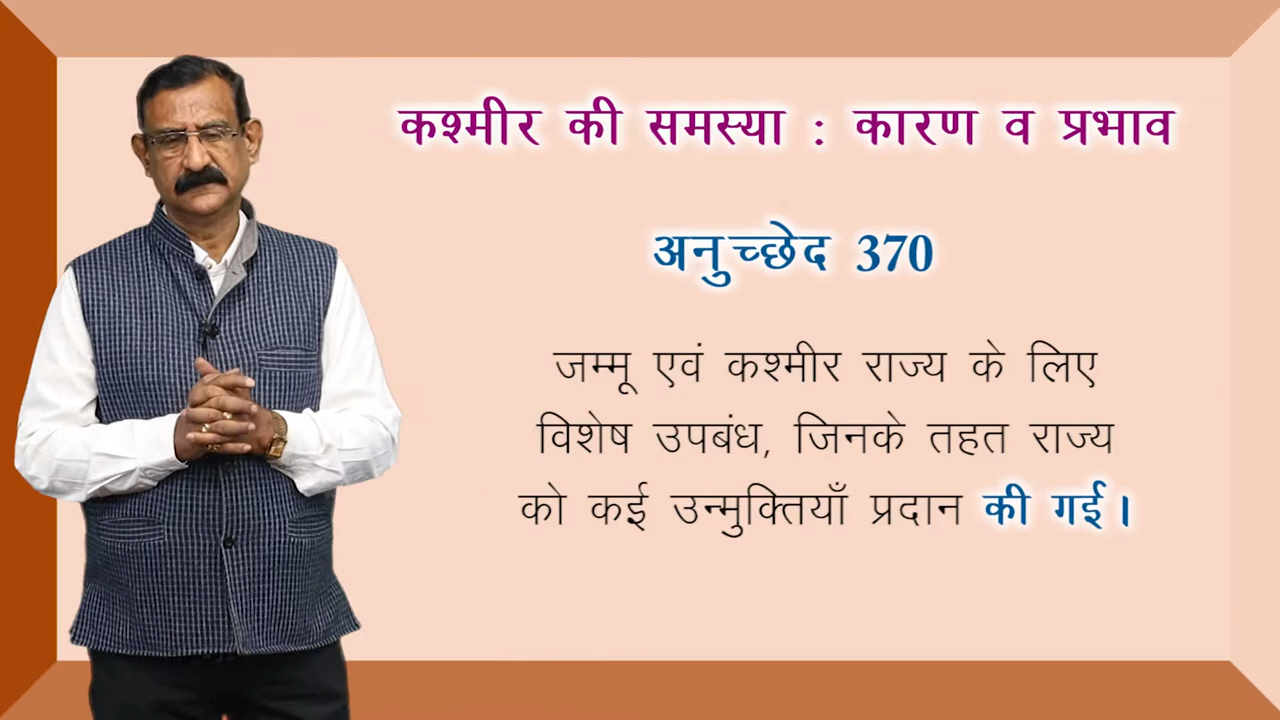 कश्मीर की समस्या : कारण व प्रभाव
अनुच्छेद 370
जम्मू एवं कश्मीर राज्य के लिए
विशेष उपबंध, जिनके तहत राज्य
को कई उन्मुक्तियाँ प्रदान की गई।